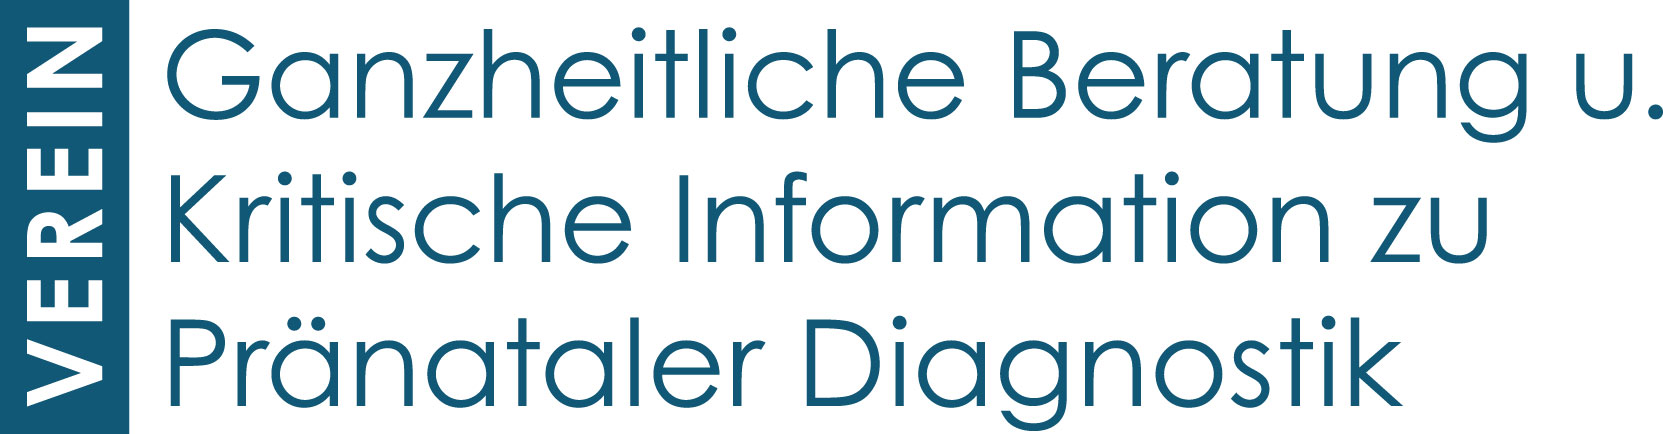 VEREIN
Ganzheitliche Beratung u.
Kritische Information zu
Pränataler Diagnostik